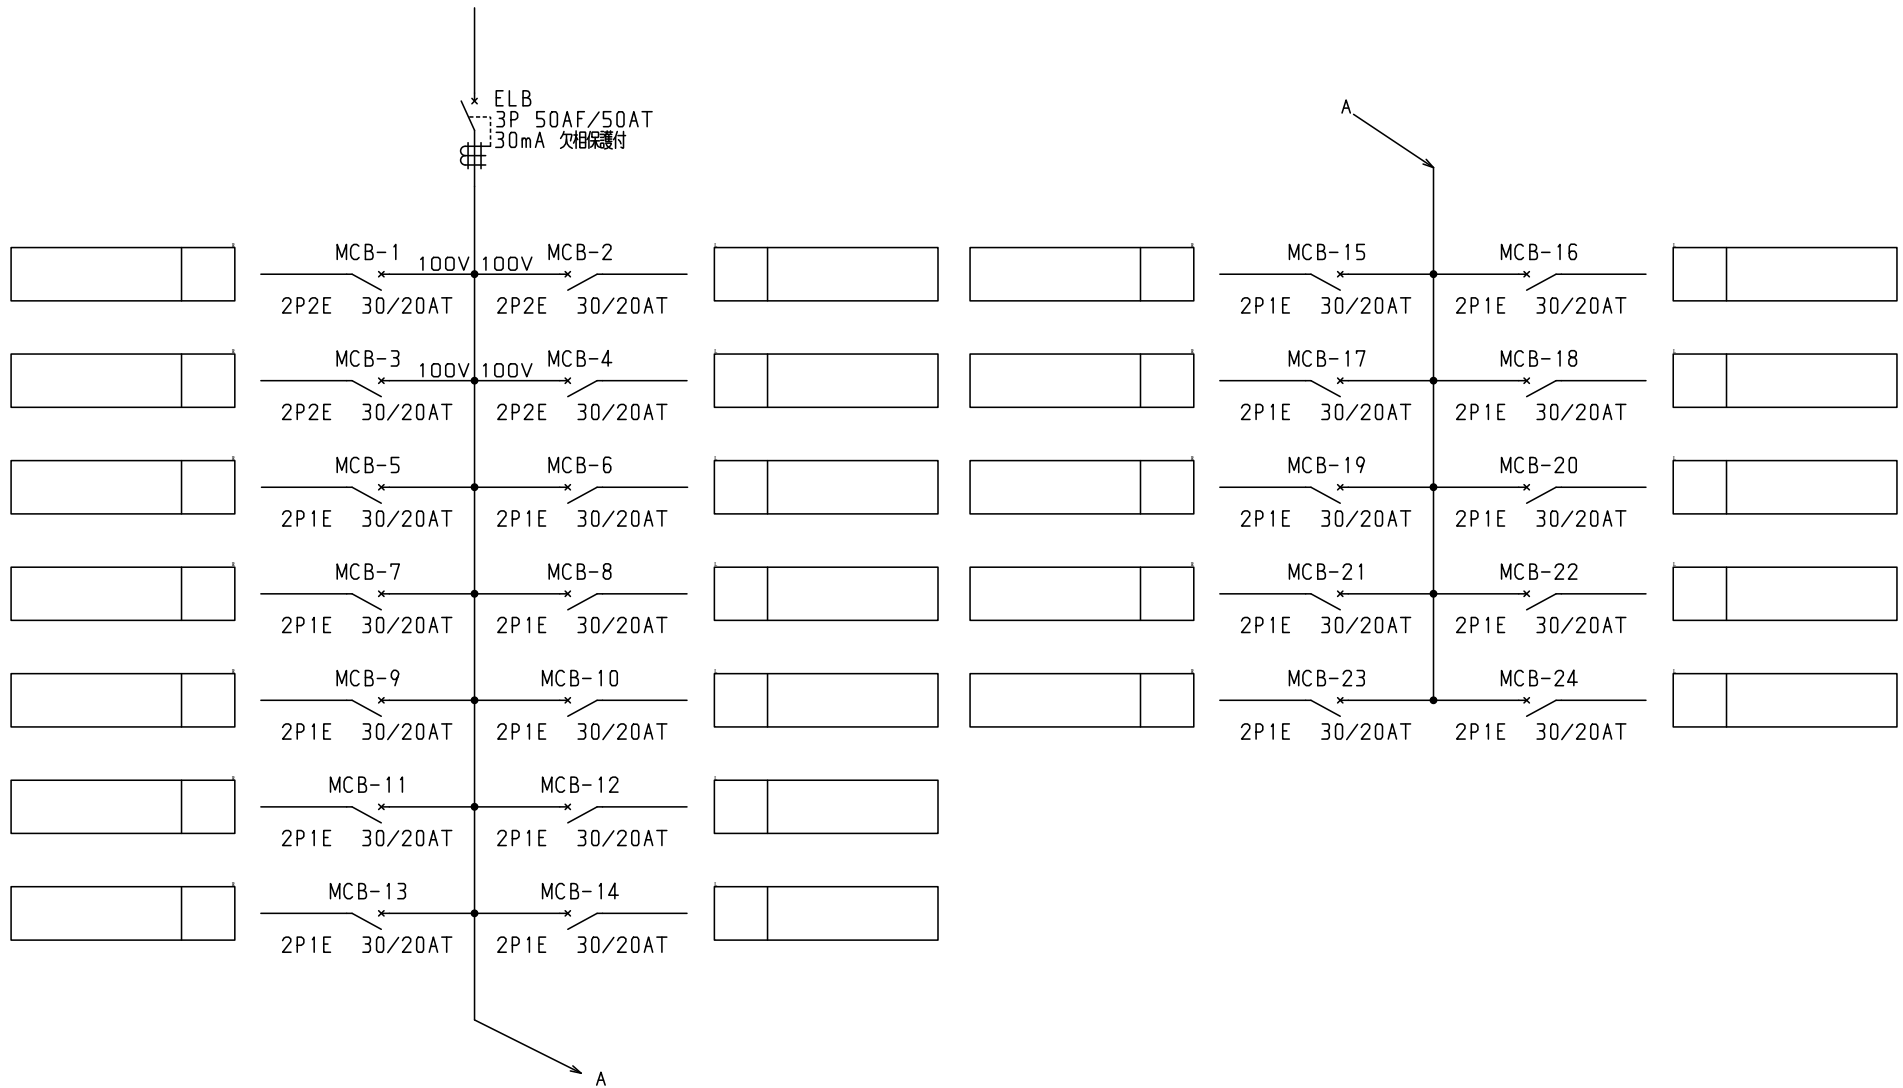 ELB
3P 50AF/50AT
30mA 欠相保護付
MCB-1 100V 100V MCB-2
2P2E 30/20AT 2P2E 30/20AT
MCB-3 100V 100V MCB-4
2P2E 30/20AT 2P2E 30/20AT
MCB-5 MCB-6
2P1E 30/20AT 2P1E 30/20AT
MCB-7 MCB-8
2P1E 30/20AT 2P1E 30/20AT
MCB-9 MCB-10
2P1E 30/20AT 2P1E 30/20AT
MCB-11 MCB-12
2P1E 30/20AT 2P1E 30/20AT
MCB-13 MCB-14
2P1E 30/20AT 2P1E 30/20AT
A
A
MCB-15 MCB-16
2P1E 30/20AT 2P1E 30/20AT
MCB-17 MCB-18
2P1E 30/20AT 2P1E 30/20AT
MCB-19 MCB-20
2P1E 30/20AT 2P1E 30/20AT
MCB-21 MCB-22
2P1E 30/20AT 2P1E 30/20AT
MCB-23 MCB-24
2P1E 30/20AT 2P1E 30/20AT